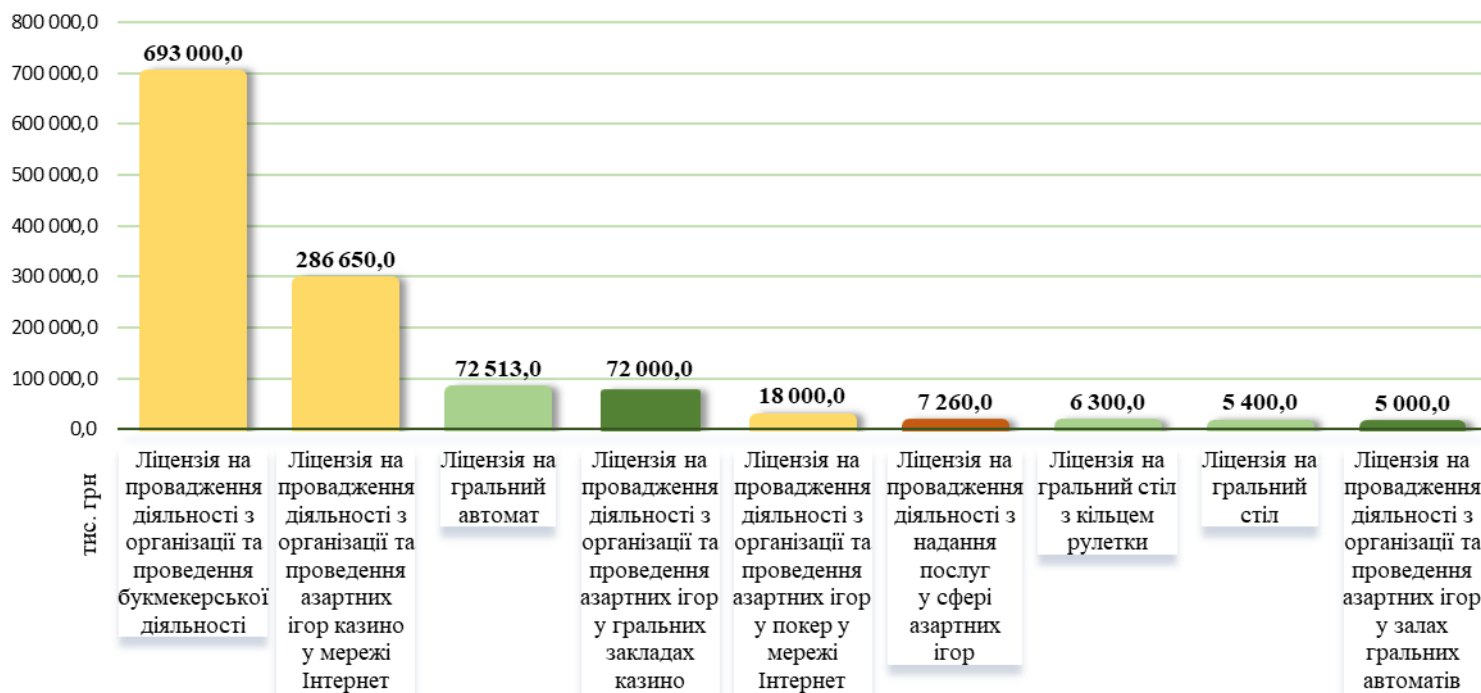 800 000,0
700 000,0
600 000,0
500 000,0
400 000,0
300 000,0
200 000,0
100 000,0
0,0
тис. грн
693 000,0
286 650,0
72 513,0
72 000,0
18 000,0
7 260,0
6 300,0
5 400,0
5 000,0
Ліцензія на
провадження
діяльності з
організації та
проведення
букмекерської
діяльності
Ліцензія на
провадження
діяльності з
організації та
проведення
азартних
ігор казино
у мережі
Інтернет
Ліцензія на
гральний
автомат
Ліцензія на
провадження
діяльності з
організації та
проведення
азартних ігор
у гральних
закладах
казино
Ліцензія на
провадження
діяльності з
організації та
проведення
азартних ігор
у покер у
мережі
Інтернет
Ліцензія на
провадження
діяльності з
надання
послуг
у сфері
азартних
ігор
Ліцензія на
гральний стіл
з кільцем
рулетки
Ліцензія на
гральний
стіл
Ліцензія на
провадження
діяльності з
організації та
проведення
азартних ігор
у залах
гральних
автоматів